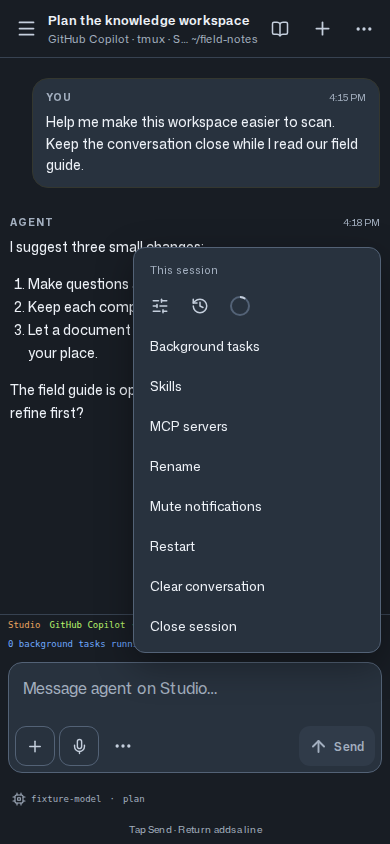 Plan the knowledge workspace
GitHub Copilot · tmux · S... ~/field-notes
YOU 4:15 PM
Help me make this workspace easier to scan.
Keep the conversation close while I read our field
guide.
AGENT 4:18 PM
I suggest three small changes:
1. Make questions
2. Keep each comp
3. Let a document
your place.
The field guide is op
refine first?
This session
Background tasks
Skills
MCP servers
Rename
Mute notifications
Restart
Clear conversation
Close session
Studio GitHub Copilot
0 background tasks runn
Message agent on Studio...
Send
fixture-model · plan
Tap Send · Return adds a line